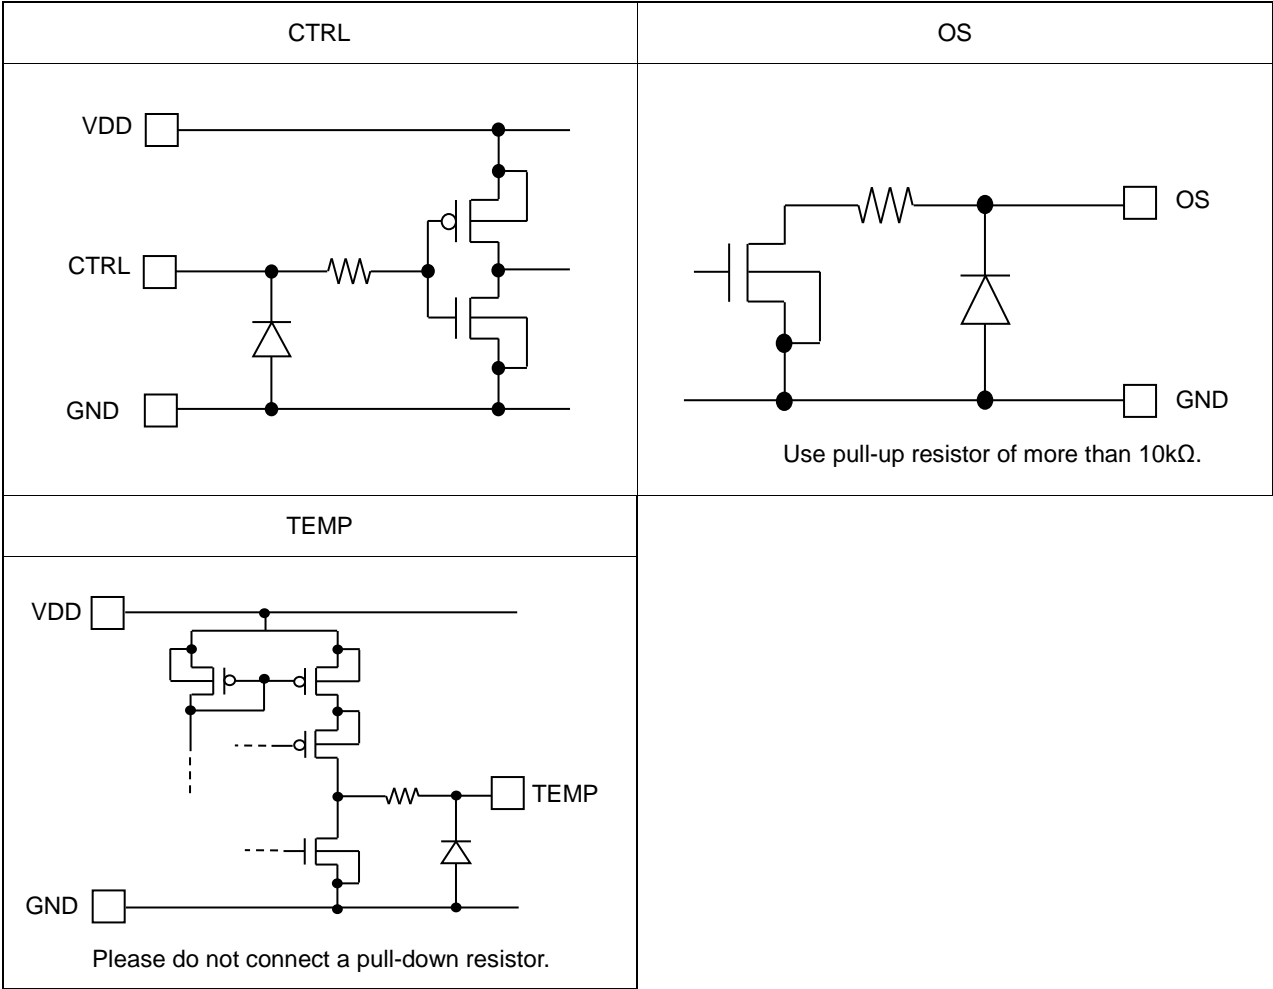 CTRL
OS
VDD
CTRL
GND
OS
GND
Use pull-up resistor of more than 10kΩ.
TEMP
VDD
TEMP
GND
Please do not connect a pull-down resistor.